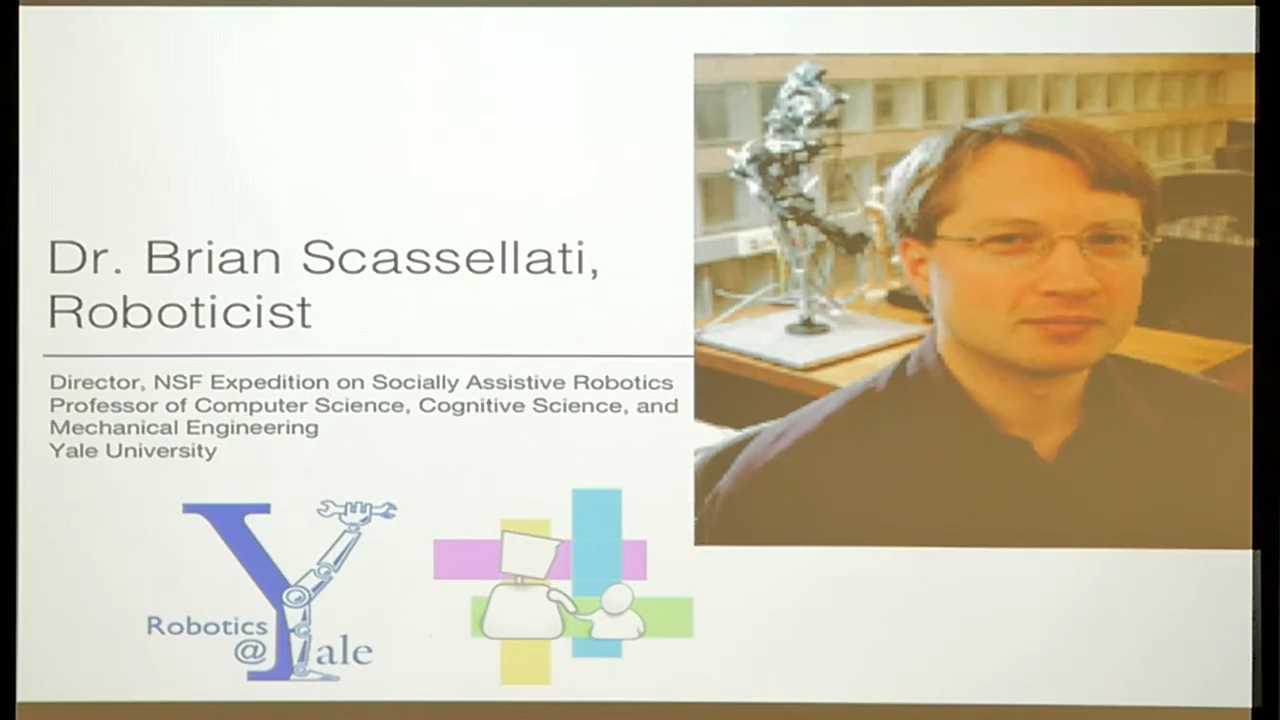 Dr. Brian Scassellati,
Roboticist
Director, NSF Expedition on Socially Assistive Robotics
Professor of Computer Science, Cognitive Science, and
Mechanical Engineering
Yale University
Robotics
@Yale